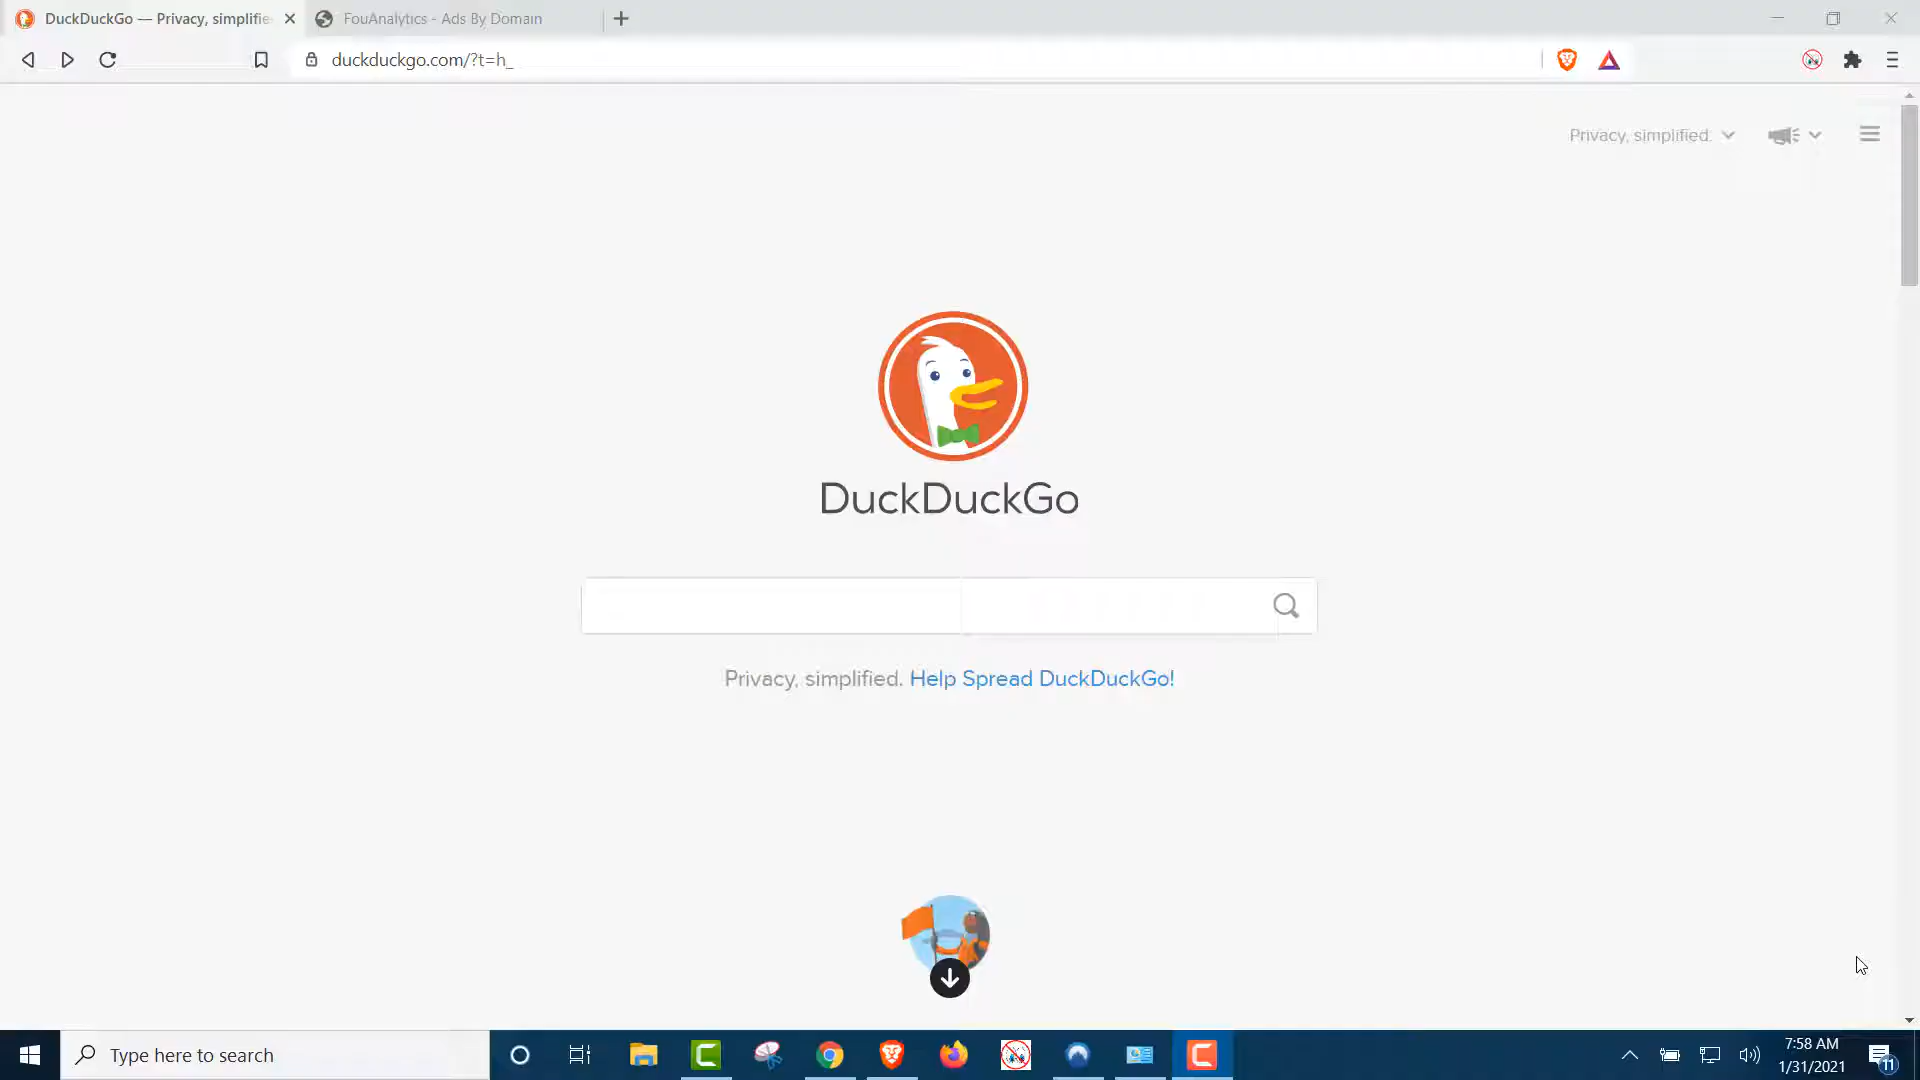 DuckDuckGo — Privacy, simplifie
FouAnalytics - Ads By Domain
duckduckgo.com/?t=h_
Privacy, simplified.
DuckDuckGo
Privacy, simplified. Help Spread DuckDuckGo!
Type here to search
7:58 AM
1/31/2021
11